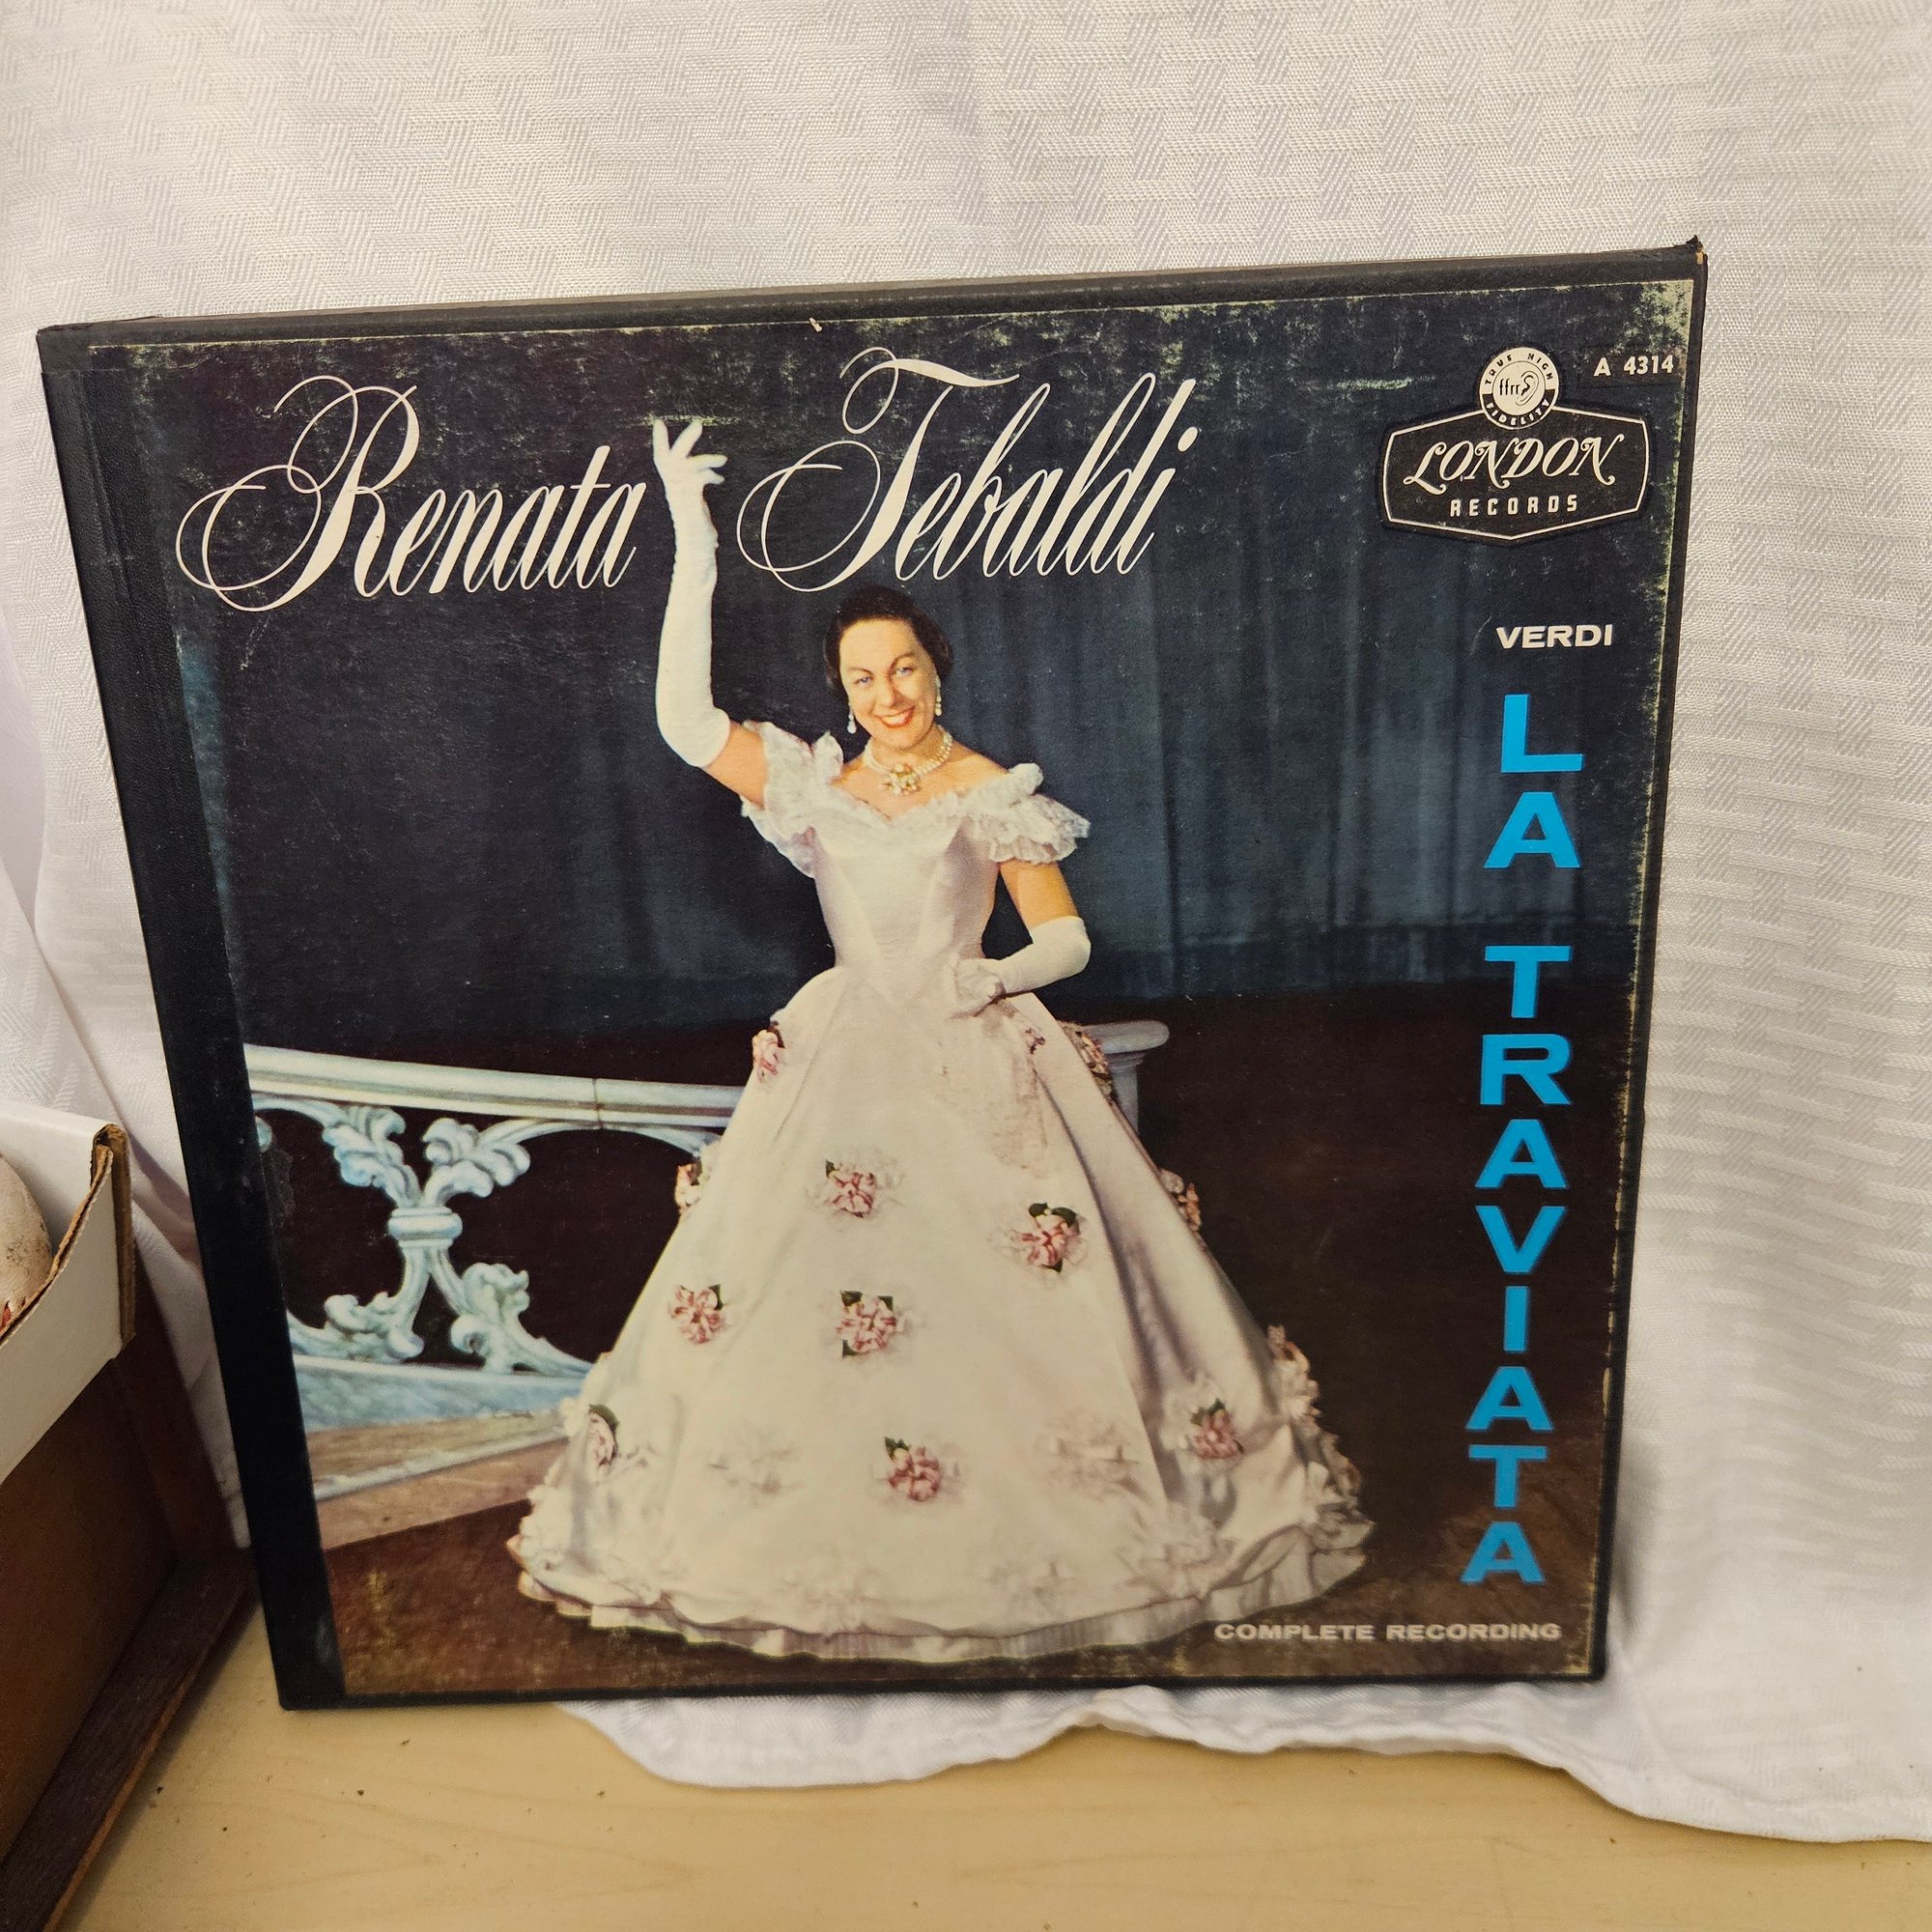 Renata Tebaldi
A 4314
TRUE HIGH FIDELITY
ffrr
LONDON
RECORDS
VERDI
LA TRAVIATA
COMPLETE RECORDING